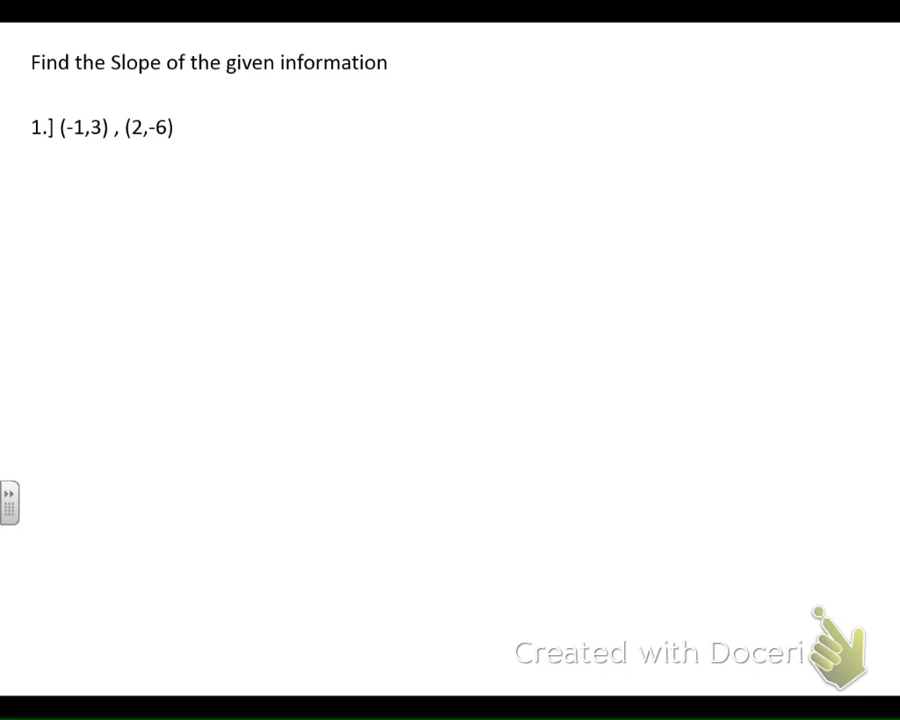 Find the Slope of the given information
1.] (-1,3) , (2,-6)
Created with Doceri